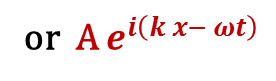 or A e^{i(k x− ωt)}